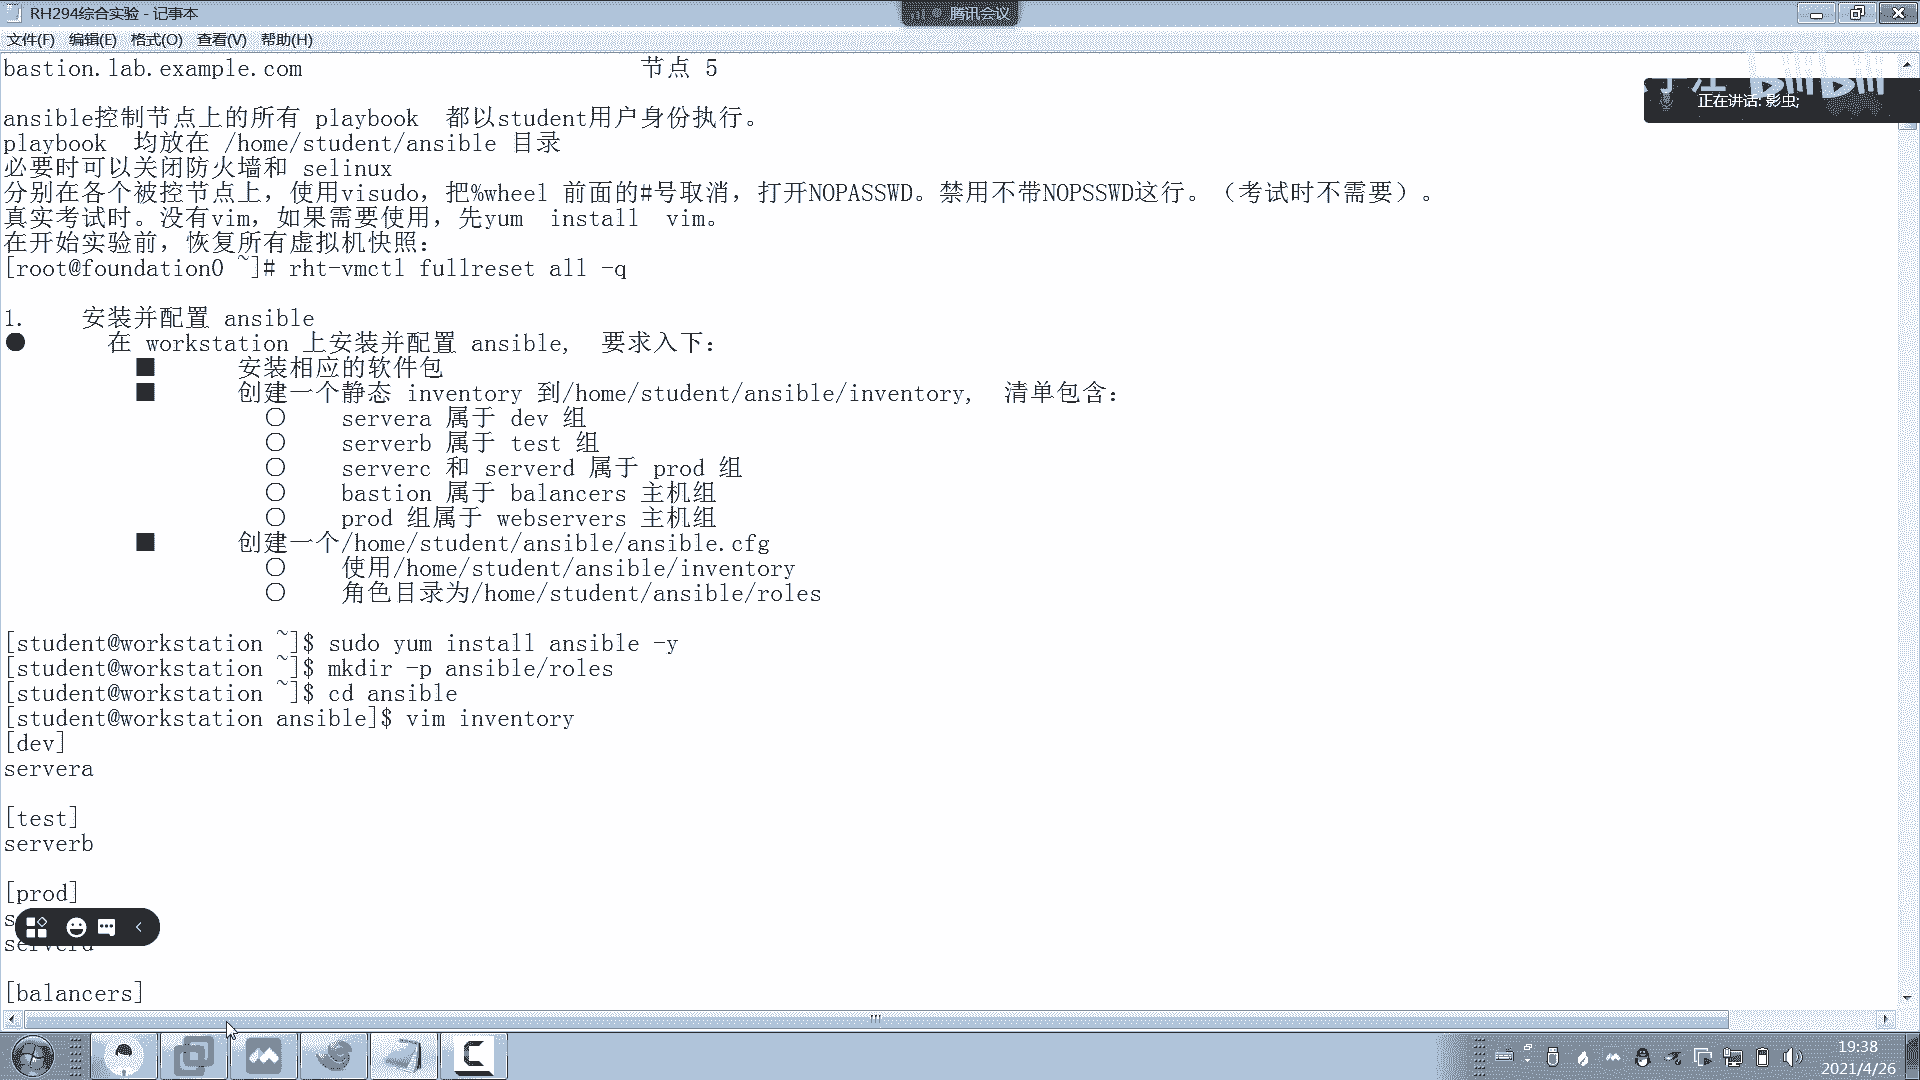 RH294综合实验 - 记事本
腾讯会议
文件(F) 编辑(E) 格式(O) 查看(V) 帮助(H)
bastion.lab.example.com 节点 5
正在讲话: 影虫;
ansible控制节点上的所有 playbook 都以student用户身份执行。
playbook 均放在 /home/student/ansible 目录
必要时可以关闭防火墙和 selinux
分别在各个被控节点上，使用visudo，把%wheel 前面的#号取消，打开NOPASSWD。禁用不带NOPSSWD这行。（考试时不需要）。
真实考试时。没有vim，如果需要使用，先yum install vim。
在开始实验前，恢复所有虚拟机快照：
[root@foundation0 ~]# rht-vmctl fullreset all -q
1. 安装并配置 ansible
● 在 workstation 上安装并配置 ansible, 要求入下：
■ 安装相应的软件包
■ 创建一个静态 inventory 到/home/student/ansible/inventory, 清单包含：
○ servera 属于 dev 组
○ serverb 属于 test 组
○ serverc 和 serverd 属于 prod 组
○ bastion 属于 balancers 主机组
○ prod 组属于 webservers 主机组
■ 创建一个/home/student/ansible/ansible.cfg
○ 使用/home/student/ansible/inventory
○ 角色目录为/home/student/ansible/roles
[student@workstation ~]$ sudo yum install ansible -y
[student@workstation ~]$ mkdir -p ansible/roles
[student@workstation ~]$ cd ansible
[student@workstation ansible]$ vim inventory
[dev]
servera
[test]
serverb
[prod]
serverd
[balancers]
19:38
2021/4/26